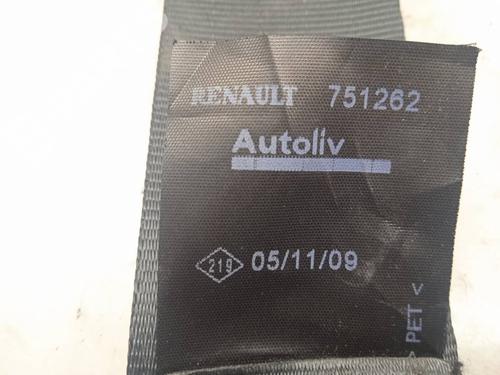 RENAULT 751262
Autoliv
219 05/11/09
> PET <